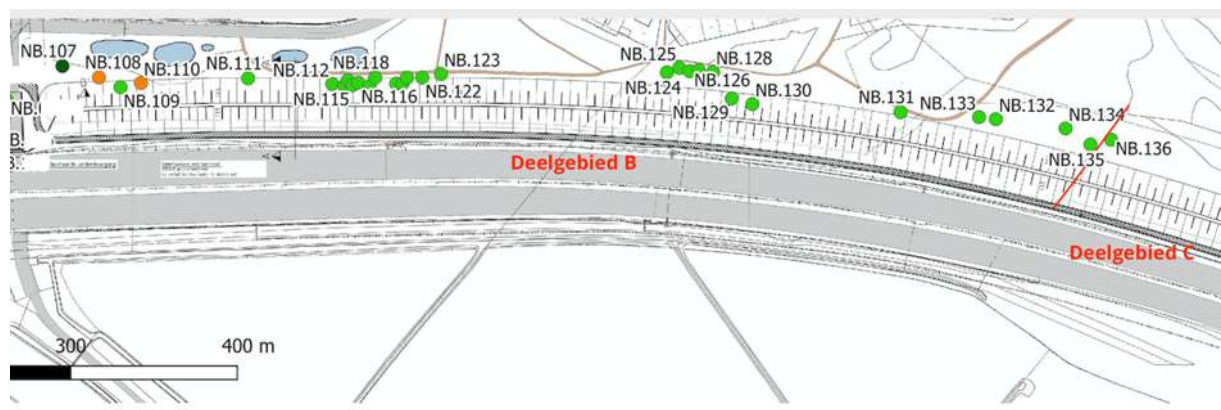 NB.107
NB.108
NB.109
NB.110
NB.111
NB.112
NB.118
NB.115
NB.116
NB.122
NB.123
NB.125
NB.128
NB.124
NB.126
NB.129
NB.130
NB.131
NB.133
NB.132
NB.134
NB.135
NB.136
Deelgebied B
Deelgebied C
300
400 m